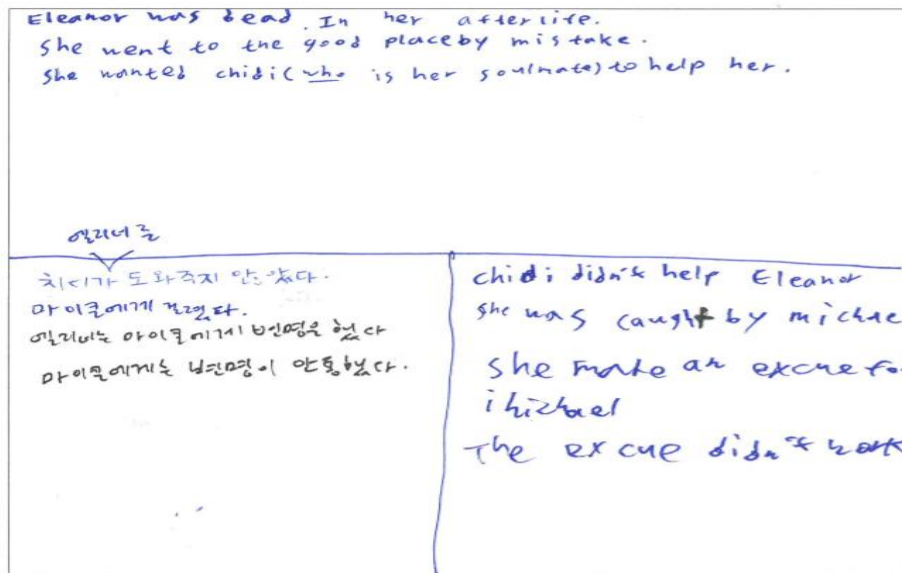 Eleanor was dead. In her afterlife.
She went to the good place by mistake.
She wanted chidi (who is her soulmate) to help her.
엘리너를
치디가 도와주지 않았다.
마이클에게 걸렸다.
엘리너는 마이클에게 변명을 했다
마이클에게는 변명이 안통했다.
chidi didn't help Eleanor
She was caught by michae
She make an excue fo
michael
The excue didn't work